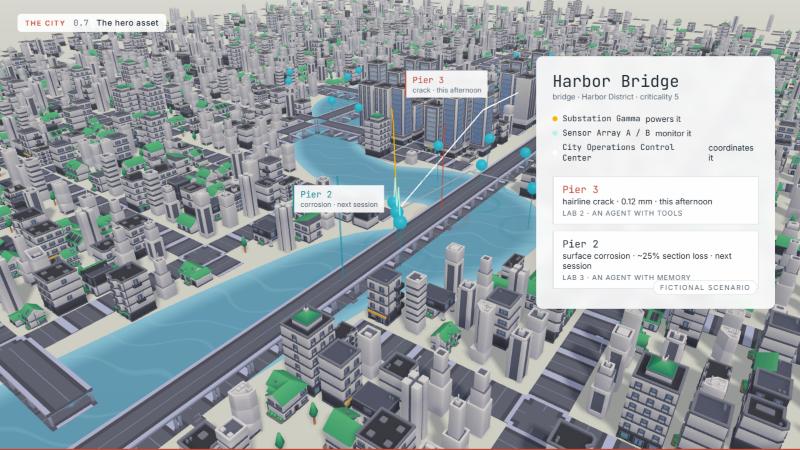 THE CITY 0.7 The hero asset
Pier 3
crack · this afternoon
Pier 2
corrosion · next session
Harbor Bridge
bridge · Harbor District · criticality 5
Substation Gamma powers it
Sensor Array A / B monitor it
City Operations Control Center coordinates it
Pier 3
hairline crack · 0.12 mm · this afternoon
LAB 2 · AN AGENT WITH TOOLS
Pier 2
surface corrosion · ~25% section loss · next
session
LAB 3 · AN AGENT WITH MEMORY
FICTIONAL SCENARIO